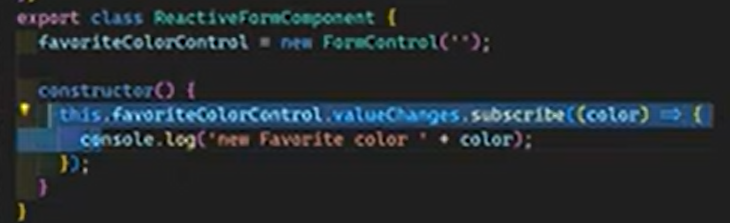 export class ReactiveFormComponent {
favoriteColorControl = new FormControl('');
constructor() {
this.favoriteColorControl.valueChanges.subscribe((color) => {
console.log('new Favorite color ' + color);
});
}
}